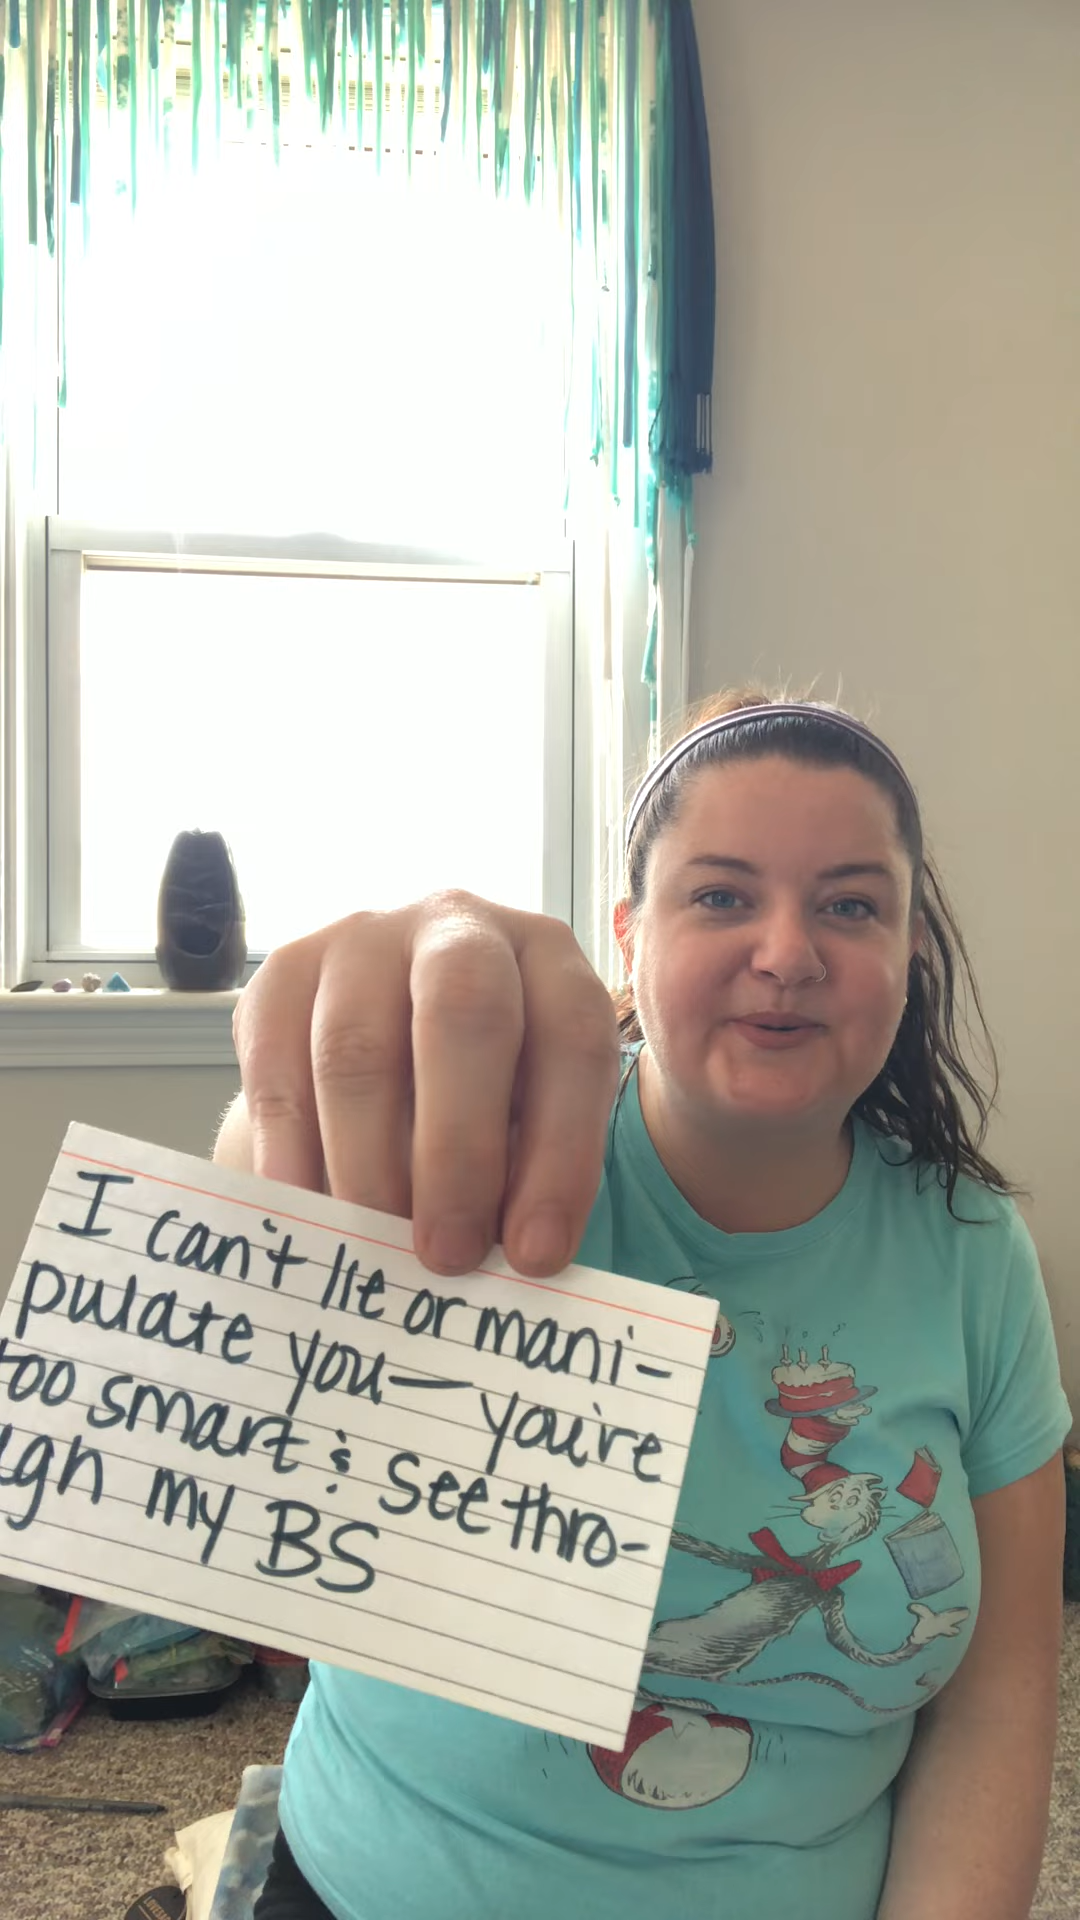 I can't lie or mani-
pulate you—you're
too smart & see thro-
ugh my BS